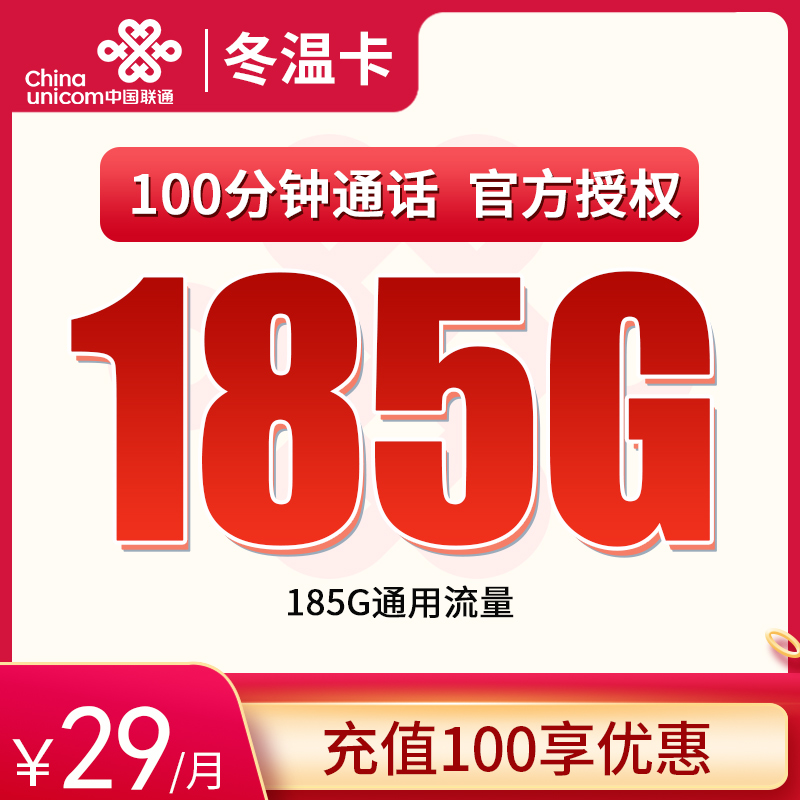 China
unicom中国联通
冬温卡
100分钟通话 官方授权
185G
185G通用流量
¥29/月
充值100享优惠